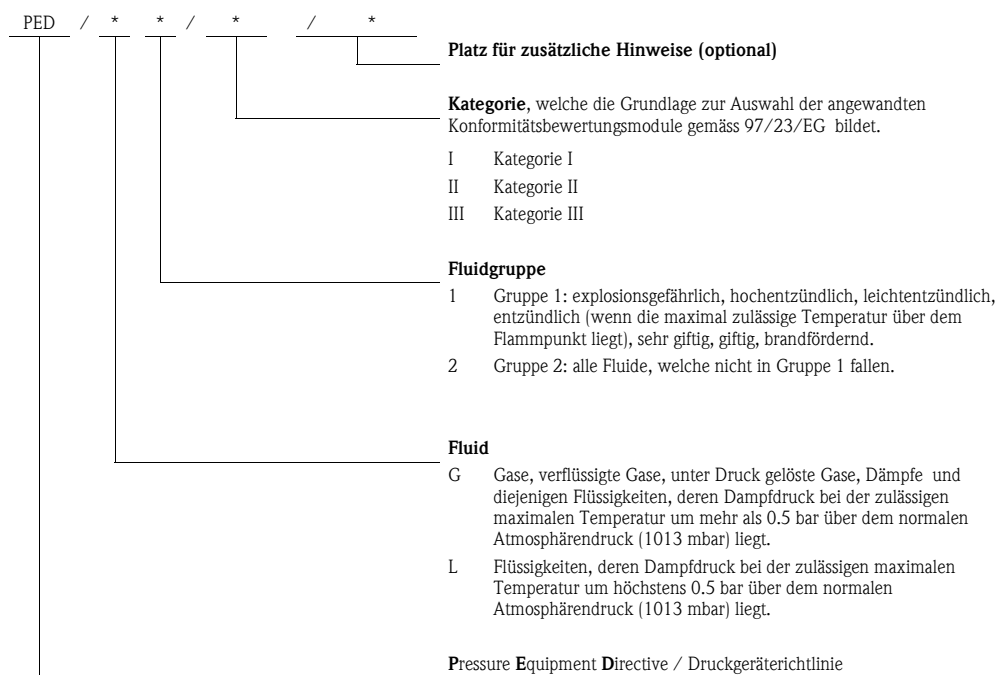 PED / * * / * / *
Platz für zusätzliche Hinweise (optional)
Kategorie, welche die Grundlage zur Auswahl der angewandten
Konformitätsbewertungsmodule gemäss 97/23/EG bildet.
I Kategorie I
II Kategorie II
III Kategorie III
Fluidgruppe
1 Gruppe 1: explosionsgefährlich, hochentzündlich, leichtentzündlich,
entzündlich (wenn die maximal zulässige Temperatur über dem
Flammpunkt liegt), sehr giftig, giftig, brandfördernd.
2 Gruppe 2: alle Fluide, welche nicht in Gruppe 1 fallen.
Fluid
G Gase, verflüssigte Gase, unter Druck gelöste Gase, Dämpfe und
diejenigen Flüssigkeiten, deren Dampfdruck bei der zulässigen
maximalen Temperatur um mehr als 0.5 bar über dem normalen
Atmosphärendruck (1013 mbar) liegt.
L Flüssigkeiten, deren Dampfdruck bei der zulässigen maximalen
Temperatur um höchstens 0.5 bar über dem normalen
Atmosphärendruck (1013 mbar) liegt.
Pressure Equipment Directive / Druckgeräterichtlinie